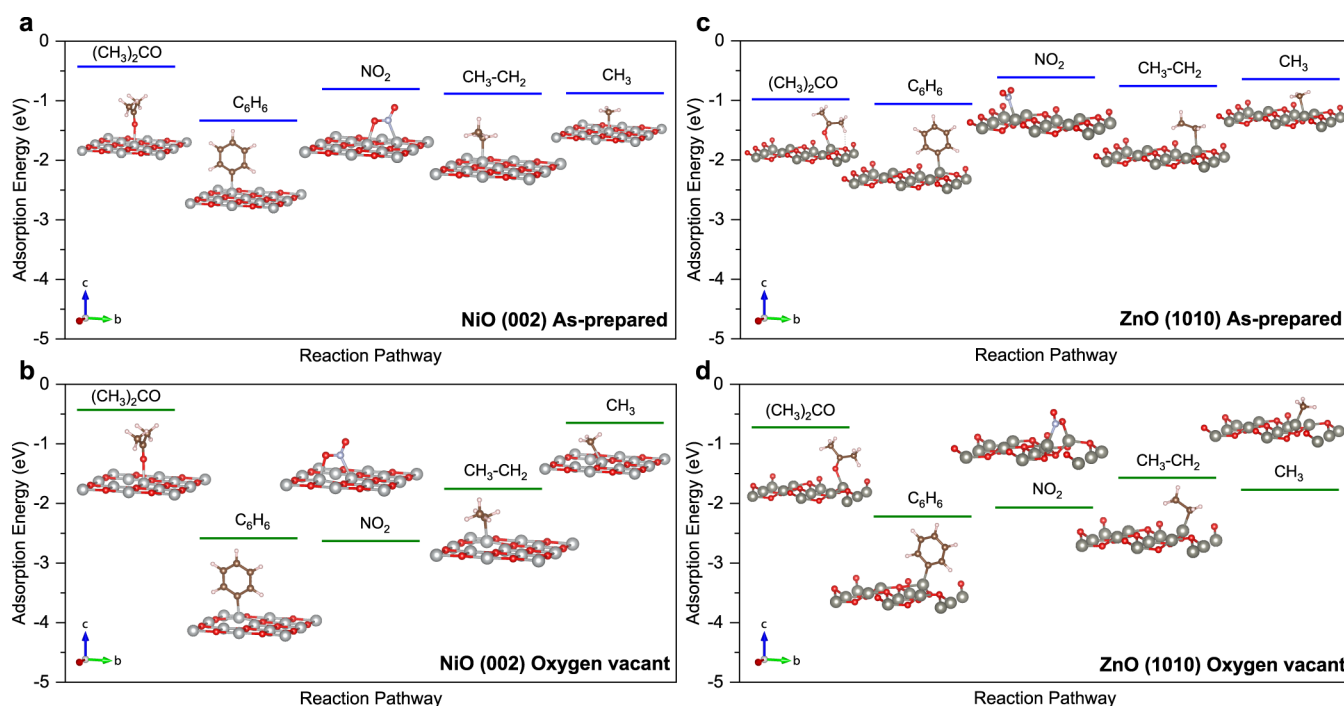 a
0
-1
-2
-3
-4
-5
Adsorption Energy (eV)
(CH₃)₂CO
C₆H₆
NO₂
CH₃-CH₂
CH₃
c
b
NiO (002) As-prepared
Reaction Pathway
c
0
-1
-2
-3
-4
-5
Adsorption Energy (eV)
(CH₃)₂CO
C₆H₆
NO₂
CH₃-CH₂
CH₃
c
b
ZnO (1010) As-prepared
Reaction Pathway
b
0
-1
-2
-3
-4
-5
Adsorption Energy (eV)
(CH₃)₂CO
C₆H₆
NO₂
CH₃-CH₂
CH₃
c
b
NiO (002) Oxygen vacant
Reaction Pathway
d
0
-1
-2
-3
-4
-5
Adsorption Energy (eV)
(CH₃)₂CO
C₆H₆
NO₂
CH₃-CH₂
CH₃
c
b
ZnO (1010) Oxygen vacant
Reaction Pathway